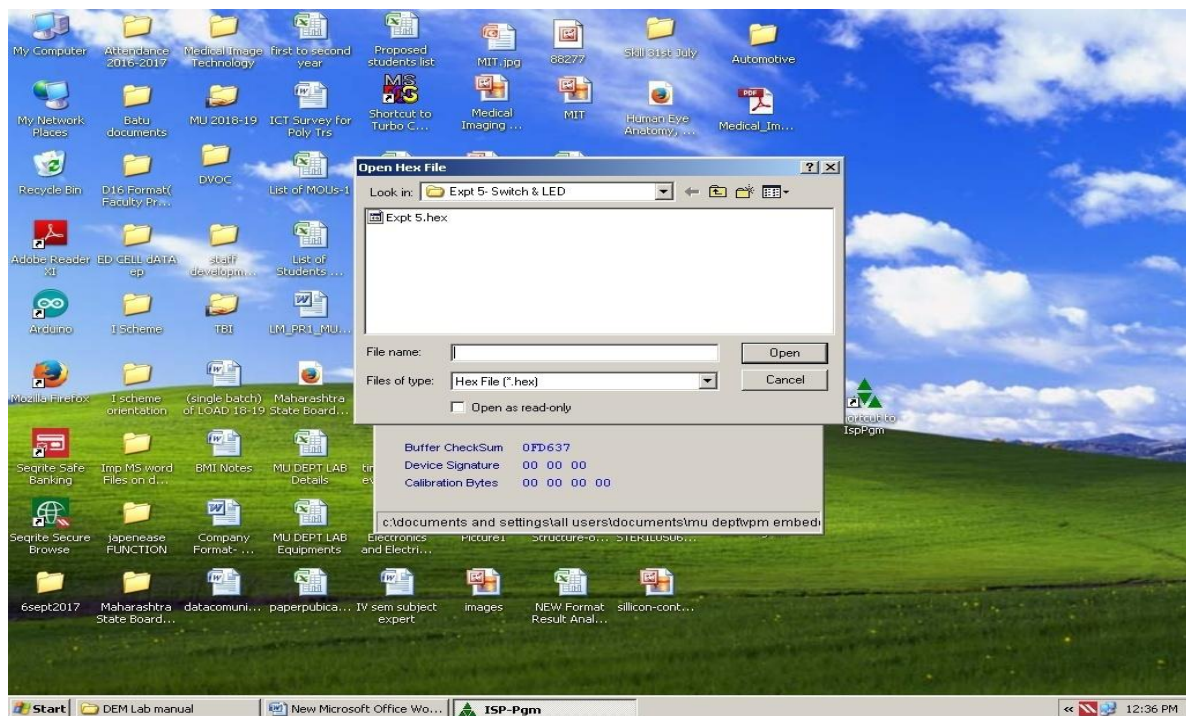 My Computer
Attendance 2016-2017
Medical Image Technology
first to second year
Proposed students list
MIT.jpg
88277
Skill 31st July
Automotive
My Network Places
Batu documents
MU 2018-19
ICT Survey for Poly Trs
Shortcut to Turbo C...
Medical Imaging ...
MIT
Human Eye Anatomy, ...
Medical_Im...
Recycle Bin
D16 Format( Faculty Pr...
DVOC
List of MOUs-1
Open Hex File
Look in: Expt 5- Switch & LED
Expt 5.hex
File name:
Open
Files of type: Hex File (*.hex)
Cancel
Open as read-only
Adobe Reader XI
ED CELL dATA ep
staff developm...
List of Students ...
Arduino
I Scheme
TBI
LM_PR1_MU...
Mozilla Firefox
I scheme orientation
(single batch) of LOAD 18-19
Maharashtra State Board...
IspPgm
Buffer CheckSum 0FD637
Device Signature 00 00 00
Calibration Bytes 00 00 00 00
c:\documents and settings\all users\documents\mu dept\vpm embed
Seqrite Safe Banking
Imp MS word Files on d...
BMI Notes
MU DEPT LAB Details
Seqrite Secure Browse
japenease FUNCTION
Company Format- ...
MU DEPT LAB Equipments
Electronics and Electri...
Picture1
Structure-o...
6sept2017
Maharashtra State Board...
datacomuni...
paperpubica...
IV sem subject expert
images
NEW Format Result Anal...
sillicon-cont...
Start
DEM Lab manual
New Microsoft Office Wo...
ISP-Pgm
12:36 PM